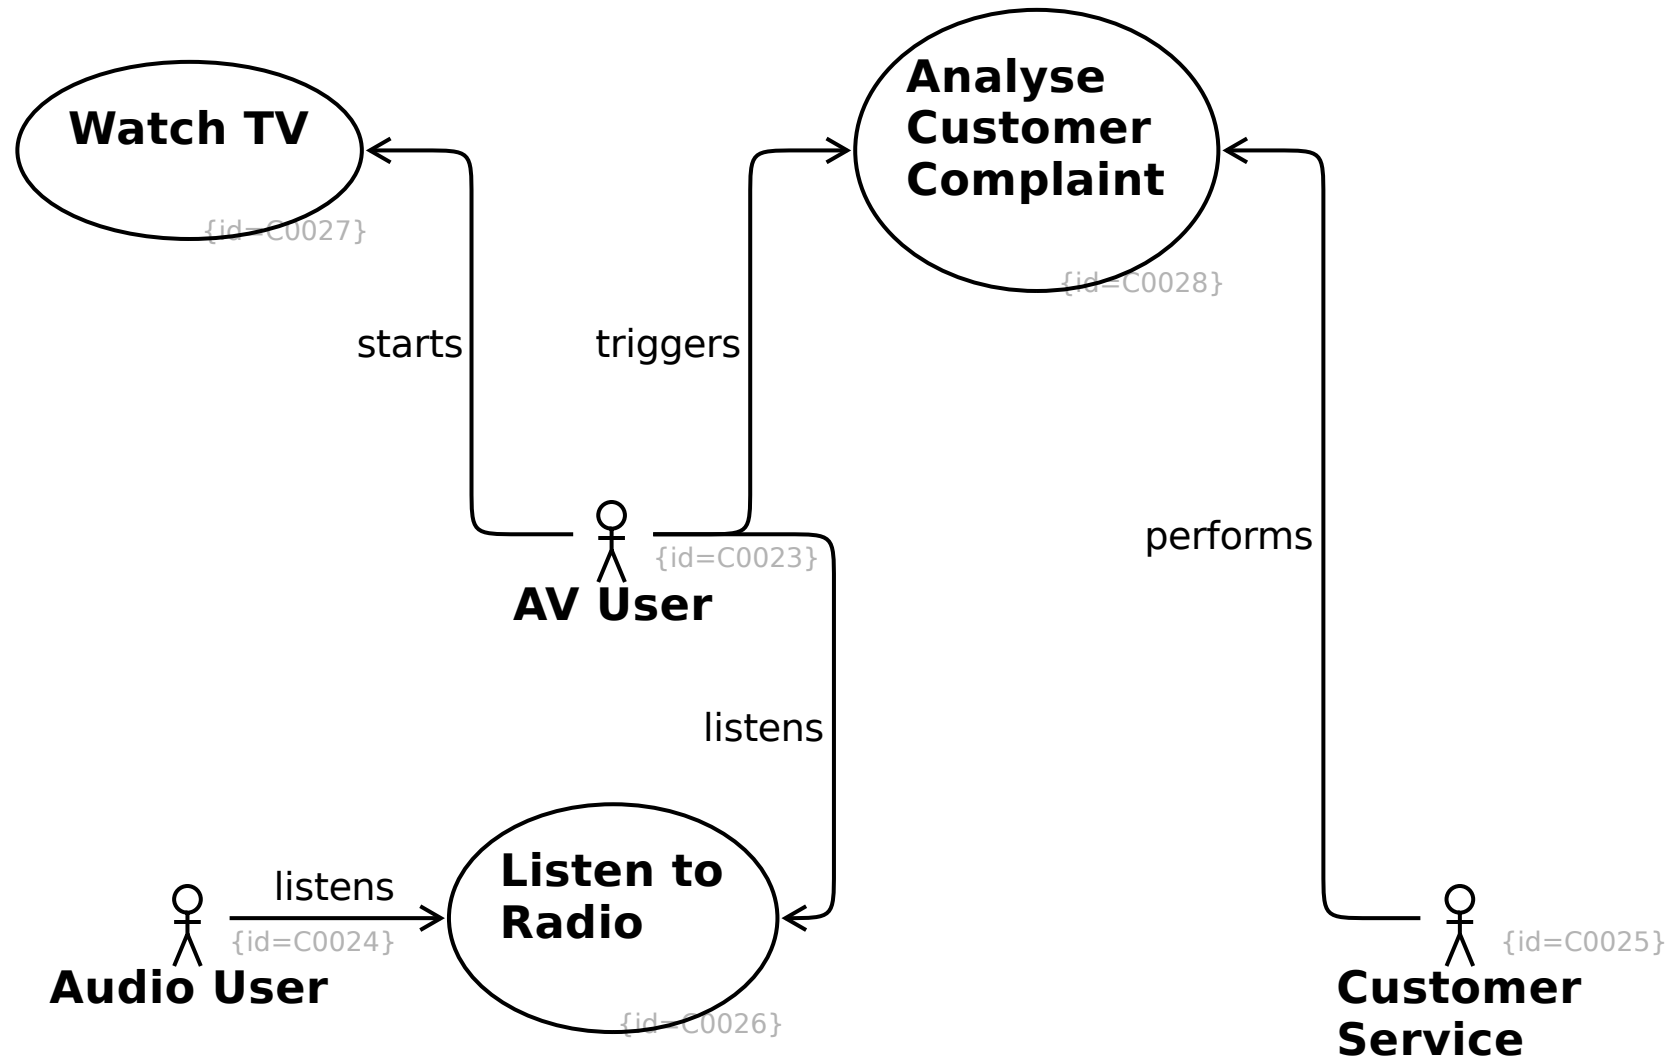 Watch TV
{id=C0027}
Analyse
Customer
Complaint
{id=C0028}
starts
triggers
performs
{id=C0023}
AV User
listens
listens
{id=C0024}
Audio User
Listen to
Radio
{id=C0026}
{id=C0025}
Customer
Service